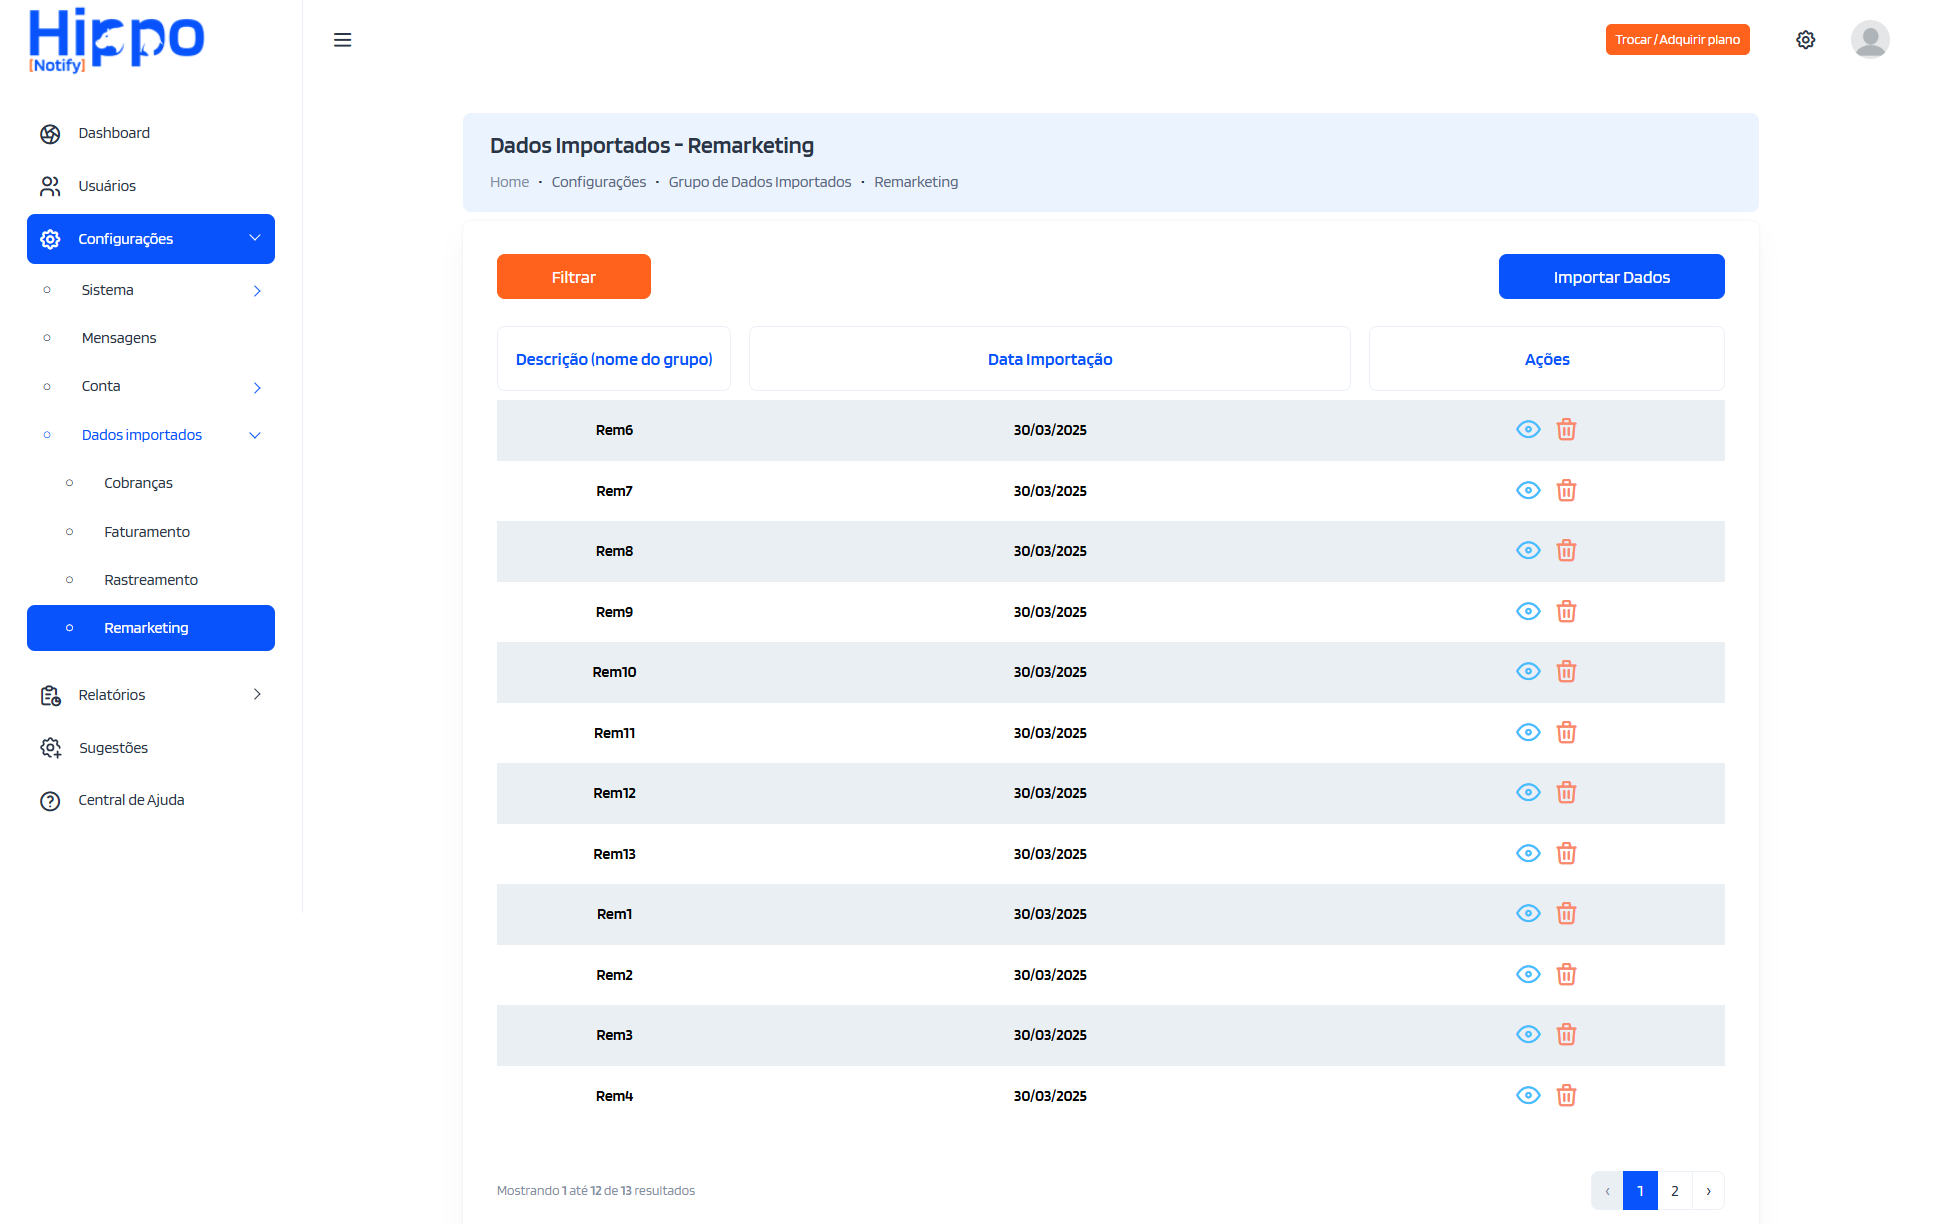 Hippo
[Notify]
Trocar / Adquirir plano
Dashboard
Usuários
Configurações
Sistema
Mensagens
Conta
Dados importados
Cobranças
Faturamento
Rastreamento
Remarketing
Relatórios
Sugestões
Central de Ajuda
Dados Importados - Remarketing
Home • Configurações • Grupo de Dados Importados • Remarketing
Filtrar
Importar Dados
Descrição (nome do grupo) Data Importação Ações
Rem6 30/03/2025
Rem7 30/03/2025
Rem8 30/03/2025
Rem9 30/03/2025
Rem10 30/03/2025
Rem11 30/03/2025
Rem12 30/03/2025
Rem13 30/03/2025
Rem1 30/03/2025
Rem2 30/03/2025
Rem3 30/03/2025
Rem4 30/03/2025
Mostrando 1 até 12 de 13 resultados
‹ 1 2 ›